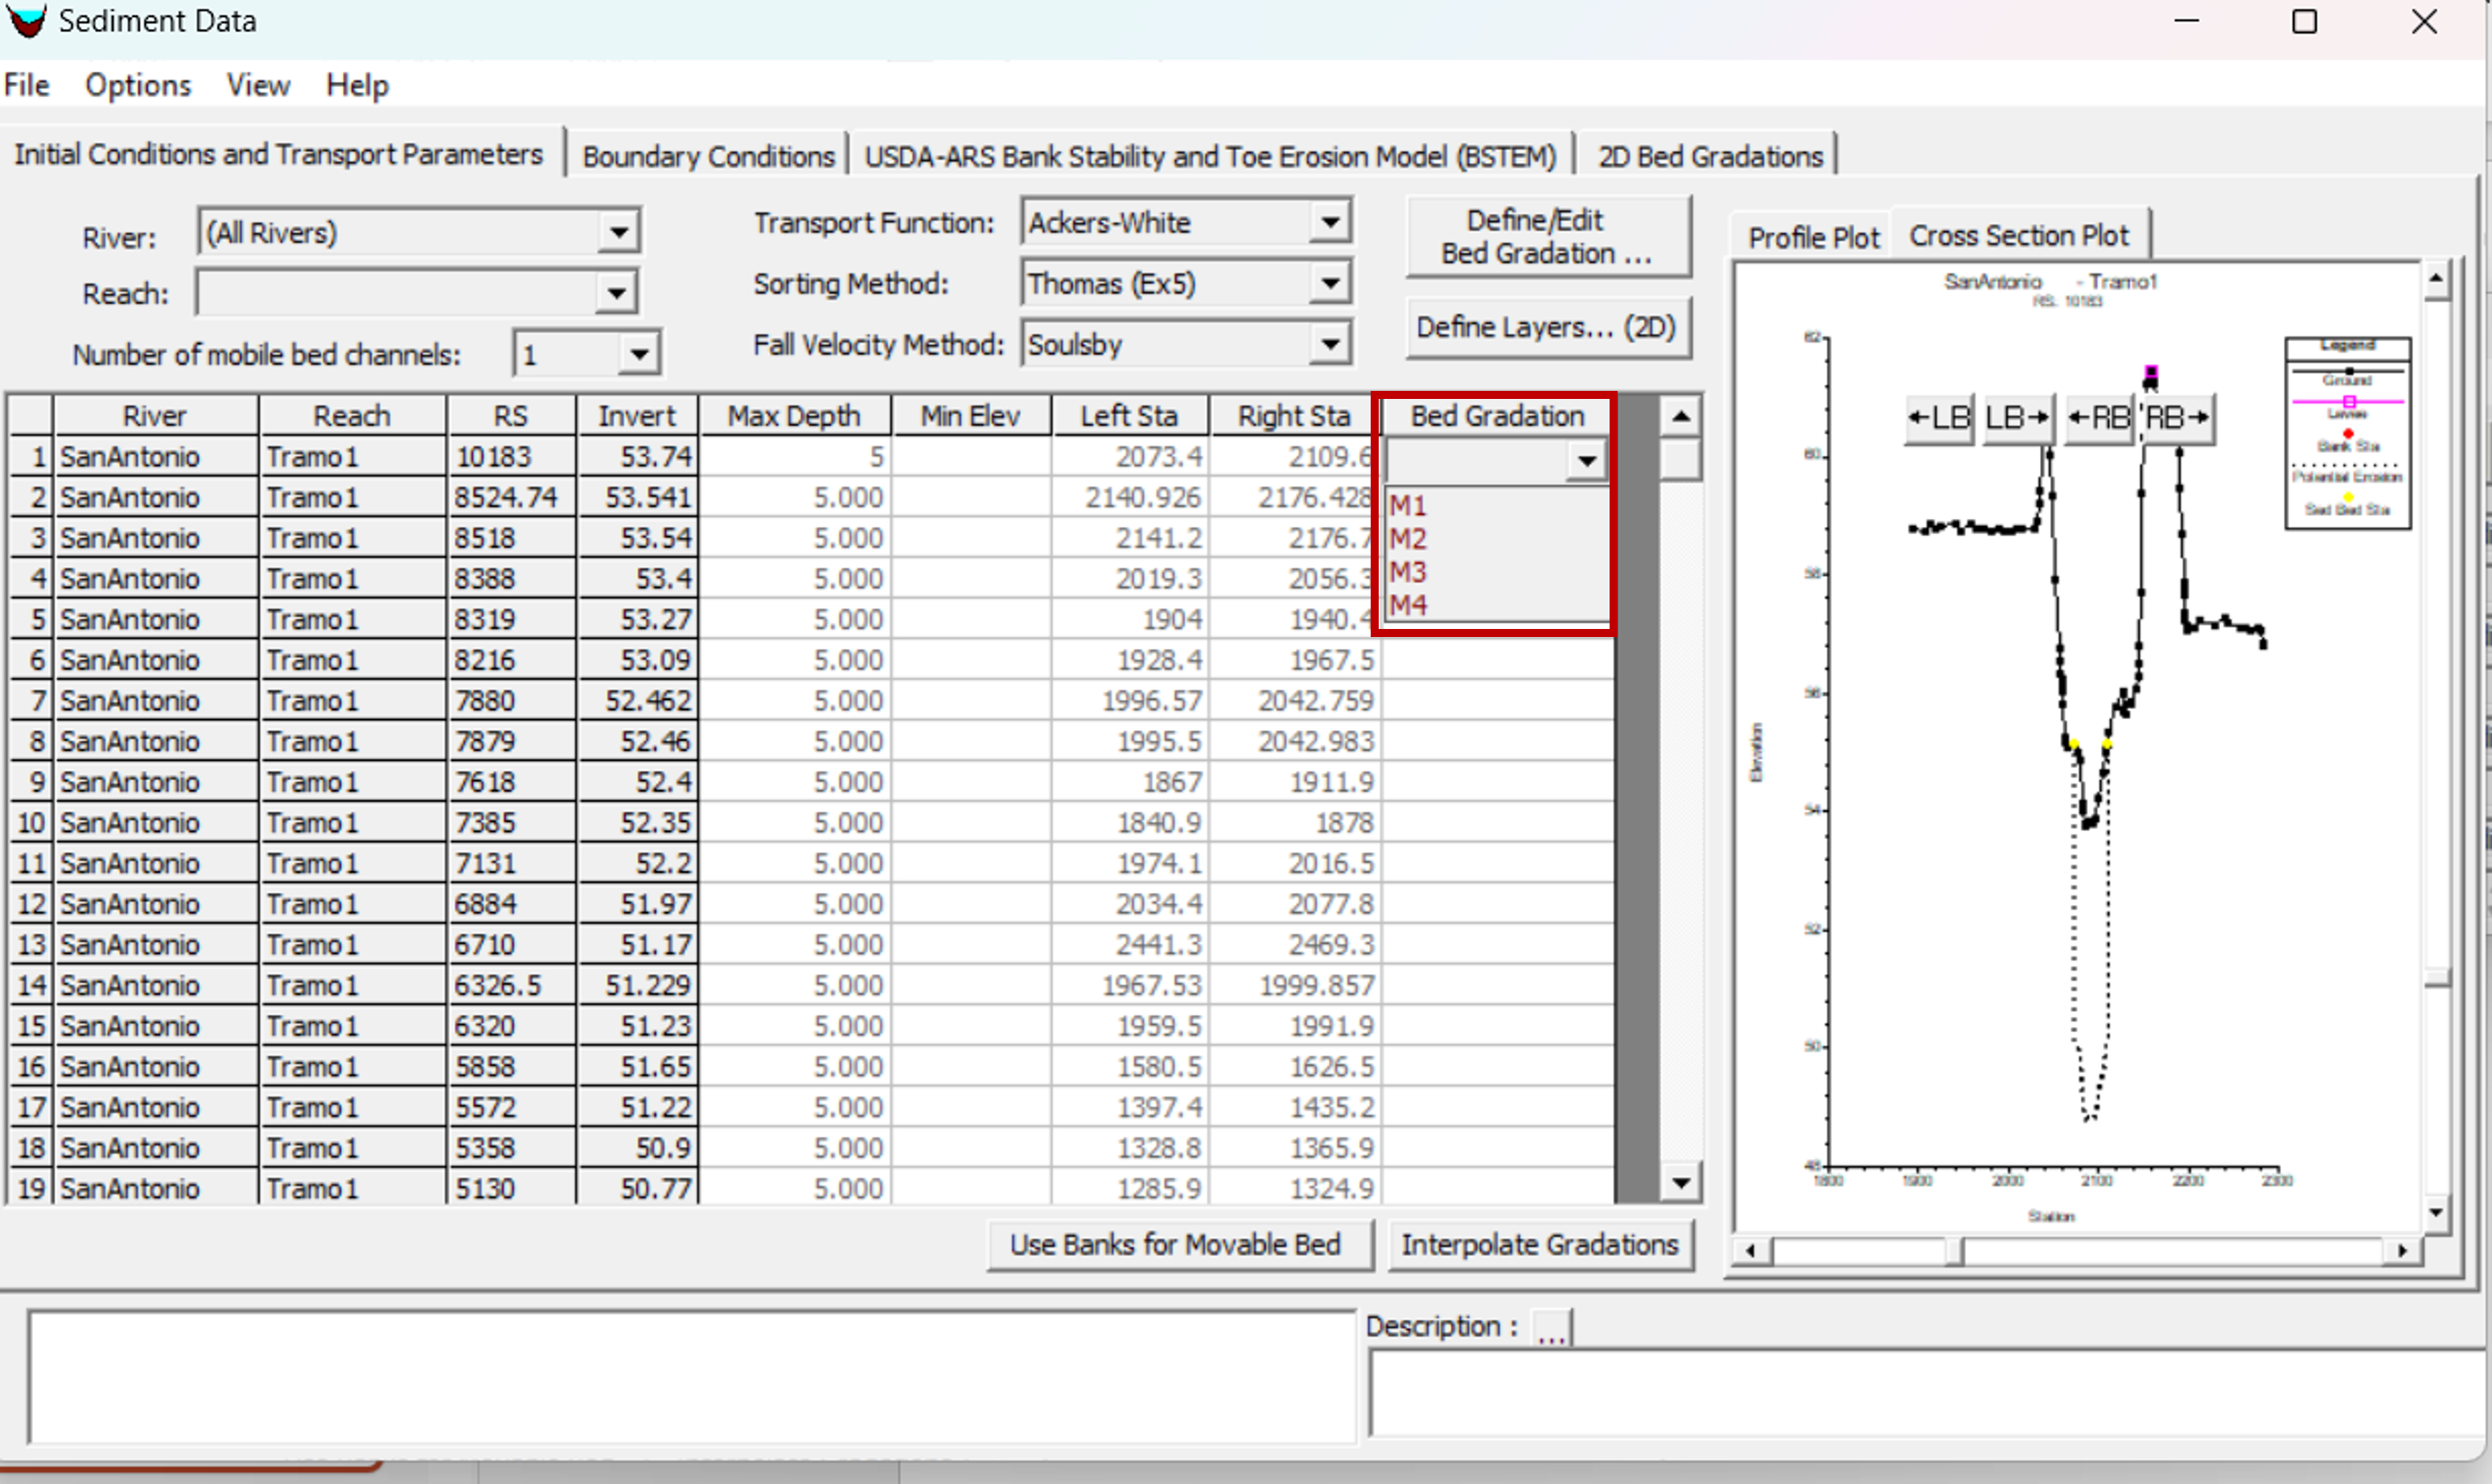 Sediment Data
File Options View Help
Initial Conditions and Transport Parameters Boundary Conditions USDA-ARS Bank Stability and Toe Erosion Model (BSTEM) 2D Bed Gradations
River: (All Rivers)
Reach:
Number of mobile bed channels: 1
Transport Function: Ackers-White
Sorting Method: Thomas (Ex5)
Fall Velocity Method: Soulsby
Define/Edit
Bed Gradation ...
Define Layers... (2D)
River Reach RS Invert Max Depth Min Elev Left Sta Right Sta Bed Gradation
1 SanAntonio Tramo1 10183 53.74 5 2073.4 2109.6
2 SanAntonio Tramo1 8524.74 53.541 5.000 2140.926 2176.428 M1
3 SanAntonio Tramo1 8518 53.54 5.000 2141.2 2176.7 M2
4 SanAntonio Tramo1 8388 53.4 5.000 2019.3 2056.3 M3
5 SanAntonio Tramo1 8319 53.27 5.000 1904 1940.4 M4
6 SanAntonio Tramo1 8216 53.09 5.000 1928.4 1967.5
7 SanAntonio Tramo1 7880 52.462 5.000 1996.57 2042.759
8 SanAntonio Tramo1 7879 52.46 5.000 1995.5 2042.983
9 SanAntonio Tramo1 7618 52.4 5.000 1867 1911.9
10 SanAntonio Tramo1 7385 52.35 5.000 1840.9 1878
11 SanAntonio Tramo1 7131 52.2 5.000 1974.1 2016.5
12 SanAntonio Tramo1 6884 51.97 5.000 2034.4 2077.8
13 SanAntonio Tramo1 6710 51.17 5.000 2441.3 2469.3
14 SanAntonio Tramo1 6326.5 51.229 5.000 1967.53 1999.857
15 SanAntonio Tramo1 6320 51.23 5.000 1959.5 1991.9
16 SanAntonio Tramo1 5858 51.65 5.000 1580.5 1626.5
17 SanAntonio Tramo1 5572 51.22 5.000 1397.4 1435.2
18 SanAntonio Tramo1 5358 50.9 5.000 1328.8 1365.9
19 SanAntonio Tramo1 5130 50.77 5.000 1285.9 1324.9
Use Banks for Movable Bed Interpolate Gradations
Profile Plot Cross Section Plot
SanAntonio - Tramo1
RS: 10183
←LB LB→ ←RB RB→
Legend
Ground
Levee
Bank Sta
Potential Erosion
Sed Bed Sta
62
60
58
56
54
52
50
48
Elevation
1800 1900 2000 2100 2200 2300
Station
Description : ...